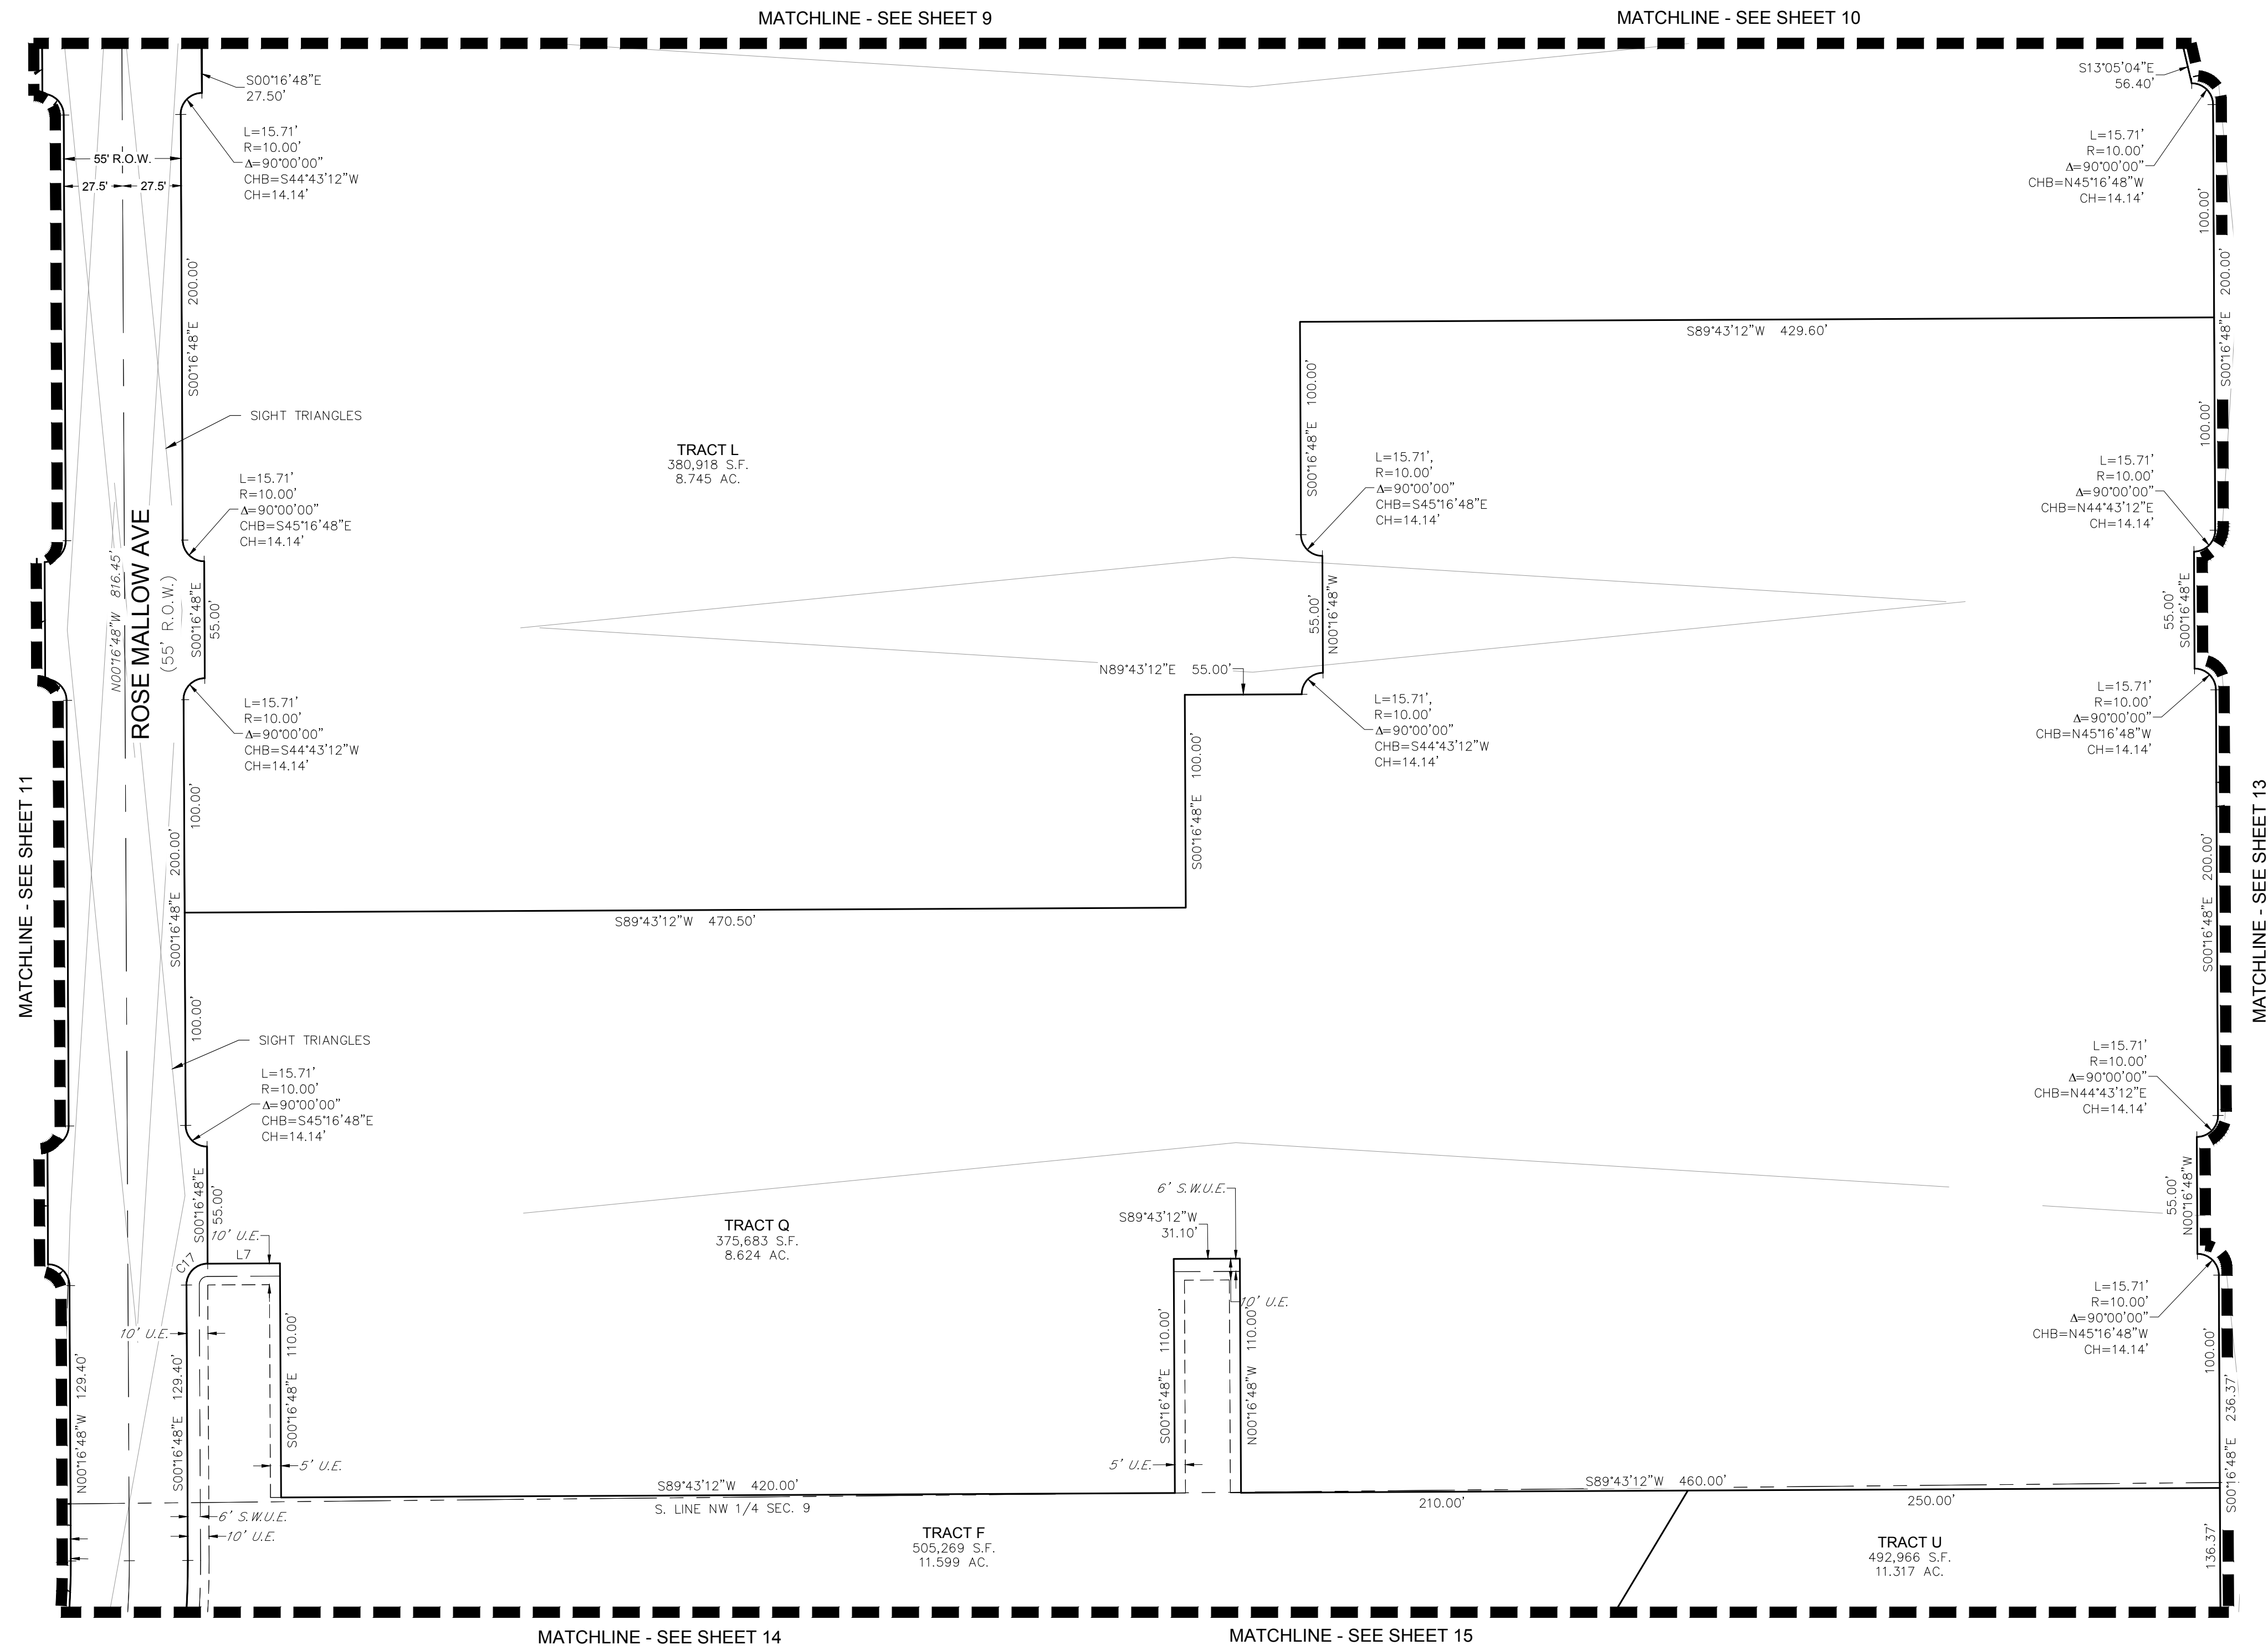 MATCHLINE - SEE SHEET 9
MATCHLINE - SEE SHEET 10
S00°16'48"E
27.50'
L=15.71'
R=10.00'
Δ=90°00'00"
CHB=S44°43'12"W
CH=14.14'
55' R.O.W.
27.5'
27.5'
S13°05'04"E
56.40'
L=15.71'
R=10.00'
Δ=90°00'00"
CHB=N45°16'48"W
CH=14.14'
100.00'
S00°16'48"E 200.00'
S00°16'48"E 200.00'
100.00'
S89°43'12"W 429.60'
S00°16'48"E 100.00'
SIGHT TRIANGLES
TRACT L
380,918 S.F.
8.745 AC.
L=15.71'
R=10.00'
Δ=90°00'00"
CHB=S45°16'48"E
CH=14.14'
L=15.71',
R=10.00'
Δ=90°00'00"
CHB=S45°16'48"E
CH=14.14'
L=15.71'
R=10.00'
Δ=90°00'00"
CHB=N44°43'12"E
CH=14.14'
N00°16'48"W 816.45'
ROSE MALLOW AVE
(55' R.O.W.)
S00°16'48"E
55.00'
55.00'
N00°16'48"W
55.00'
S00°16'48"E
N89°43'12"E 55.00'
L=15.71'
R=10.00'
Δ=90°00'00"
CHB=S44°43'12"W
CH=14.14'
L=15.71',
R=10.00'
Δ=90°00'00"
CHB=S44°43'12"W
CH=14.14'
L=15.71'
R=10.00'
Δ=90°00'00"
CHB=N45°16'48"W
CH=14.14'
MATCHLINE - SEE SHEET 11
MATCHLINE - SEE SHEET 13
100.00'
S00°16'48"E 200.00'
S00°16'48"E 100.00'
S00°16'48"E 200.00'
S89°43'12"W 470.50'
100.00'
SIGHT TRIANGLES
L=15.71'
R=10.00'
Δ=90°00'00"
CHB=S45°16'48"E
CH=14.14'
L=15.71'
R=10.00'
Δ=90°00'00"
CHB=N44°43'12"E
CH=14.14'
S00°16'48"E
55.00'
55.00'
N00°16'48"W
6' S.W.U.E.
S89°43'12"W
31.10'
TRACT Q
375,683 S.F.
8.624 AC.
10' U.E.
L7
C17
10' U.E.
L=15.71'
R=10.00'
Δ=90°00'00"
CHB=N45°16'48"W
CH=14.14'
10' U.E.
N00°16'48"W 129.40'
S00°16'48"E 129.40'
S00°16'48"E 110.00'
S00°16'48"E 110.00'
N00°16'48"W 110.00'
100.00'
S00°16'48"E 236.37'
5' U.E.
5' U.E.
S89°43'12"W 420.00'
S. LINE NW 1/4 SEC. 9
S89°43'12"W 460.00'
210.00'
250.00'
6' S.W.U.E.
10' U.E.
TRACT F
505,269 S.F.
11.599 AC.
TRACT U
492,966 S.F.
11.317 AC.
136.37'
MATCHLINE - SEE SHEET 14
MATCHLINE - SEE SHEET 15